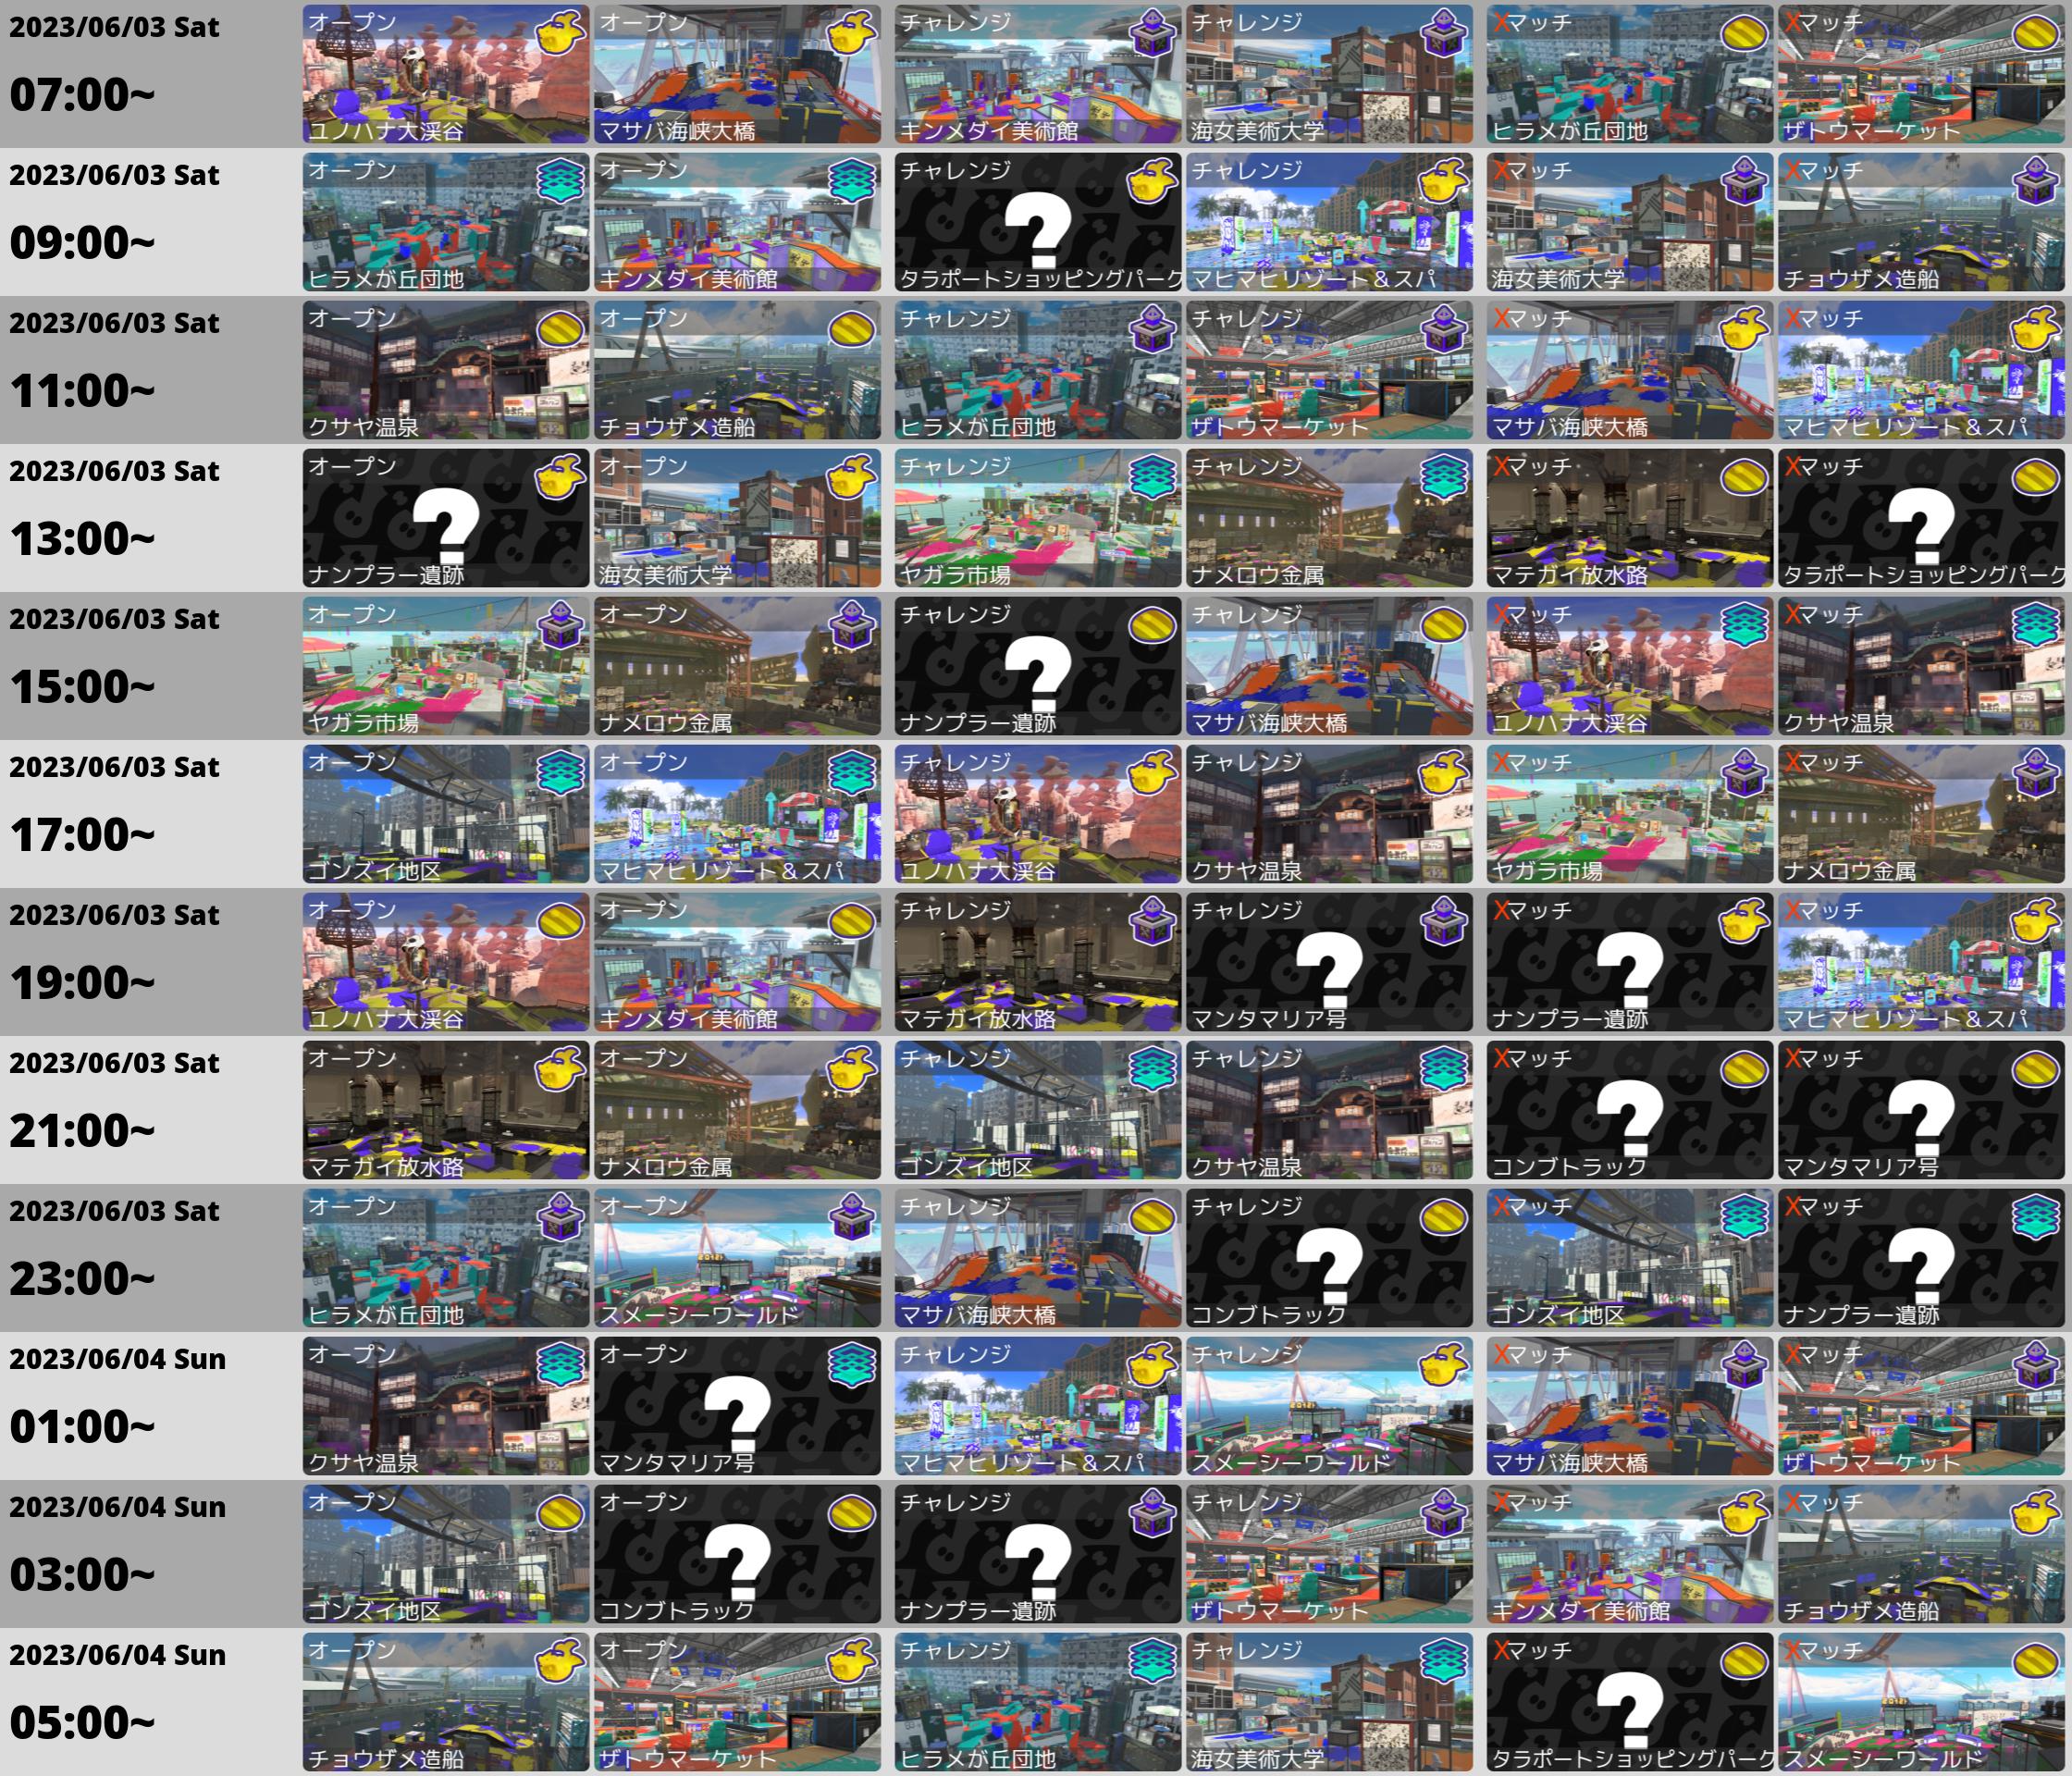 2023/06/03 Sat
07:00~
オープン
ユノハナ大渓谷
オープン
マサバ海峡大橋
チャレンジ
キンメダイ美術館
チャレンジ
海女美術大学
Xマッチ
ヒラメが丘団地
Xマッチ
ザトウマーケット
2023/06/03 Sat
09:00~
オープン
ヒラメが丘団地
オープン
キンメダイ美術館
チャレンジ
?
タラポートショッピングパーク
チャレンジ
マヒマヒリゾート&スパ
Xマッチ
海女美術大学
Xマッチ
チョウザメ造船
2023/06/03 Sat
11:00~
オープン
クサヤ温泉
オープン
チョウザメ造船
チャレンジ
ヒラメが丘団地
チャレンジ
ザトウマーケット
Xマッチ
マサバ海峡大橋
Xマッチ
マヒマヒリゾート&スパ
2023/06/03 Sat
13:00~
オープン
?
ナンプラー遺跡
オープン
海女美術大学
チャレンジ
ヤガラ市場
チャレンジ
ナメロウ金属
Xマッチ
マテガイ放水路
Xマッチ
?
タラポートショッピングパーク
2023/06/03 Sat
15:00~
オープン
ヤガラ市場
オープン
ナメロウ金属
チャレンジ
?
ナンプラー遺跡
チャレンジ
マサバ海峡大橋
Xマッチ
ユノハナ大渓谷
Xマッチ
クサヤ温泉
2023/06/03 Sat
17:00~
オープン
ゴンズイ地区
オープン
マヒマヒリゾート&スパ
チャレンジ
ユノハナ大渓谷
チャレンジ
クサヤ温泉
Xマッチ
ヤガラ市場
Xマッチ
ナメロウ金属
2023/06/03 Sat
19:00~
オープン
ユノハナ大渓谷
オープン
キンメダイ美術館
チャレンジ
マテガイ放水路
チャレンジ
?
マンタマリア号
Xマッチ
?
ナンプラー遺跡
Xマッチ
マヒマヒリゾート&スパ
2023/06/03 Sat
21:00~
オープン
マテガイ放水路
オープン
ナメロウ金属
チャレンジ
ゴンズイ地区
チャレンジ
クサヤ温泉
Xマッチ
?
コンブトラック
Xマッチ
?
マンタマリア号
2023/06/03 Sat
23:00~
オープン
ヒラメが丘団地
オープン
スメーシーワールド
チャレンジ
マサバ海峡大橋
チャレンジ
?
コンブトラック
Xマッチ
ゴンズイ地区
Xマッチ
?
ナンプラー遺跡
2023/06/04 Sun
01:00~
オープン
クサヤ温泉
オープン
?
マンタマリア号
チャレンジ
マヒマヒリゾート&スパ
チャレンジ
スメーシーワールド
Xマッチ
マサバ海峡大橋
Xマッチ
ザトウマーケット
2023/06/04 Sun
03:00~
オープン
ゴンズイ地区
オープン
?
コンブトラック
チャレンジ
?
ナンプラー遺跡
チャレンジ
ザトウマーケット
Xマッチ
キンメダイ美術館
Xマッチ
チョウザメ造船
2023/06/04 Sun
05:00~
オープン
チョウザメ造船
オープン
ザトウマーケット
チャレンジ
ヒラメが丘団地
チャレンジ
海女美術大学
Xマッチ
?
タラポートショッピングパーク
Xマッチ
スメーシーワールド